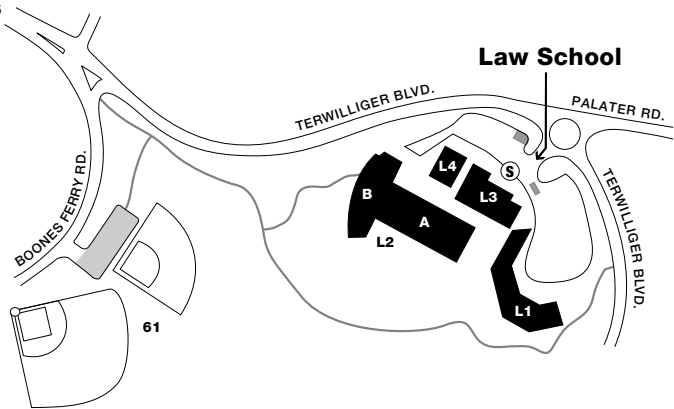 Law School
TERWILLIGER BLVD.
PALATER RD.
L4
S
B
L3
BOONES FERRY RD.
TERWILLIGER BLVD.
A
L2
L1
61